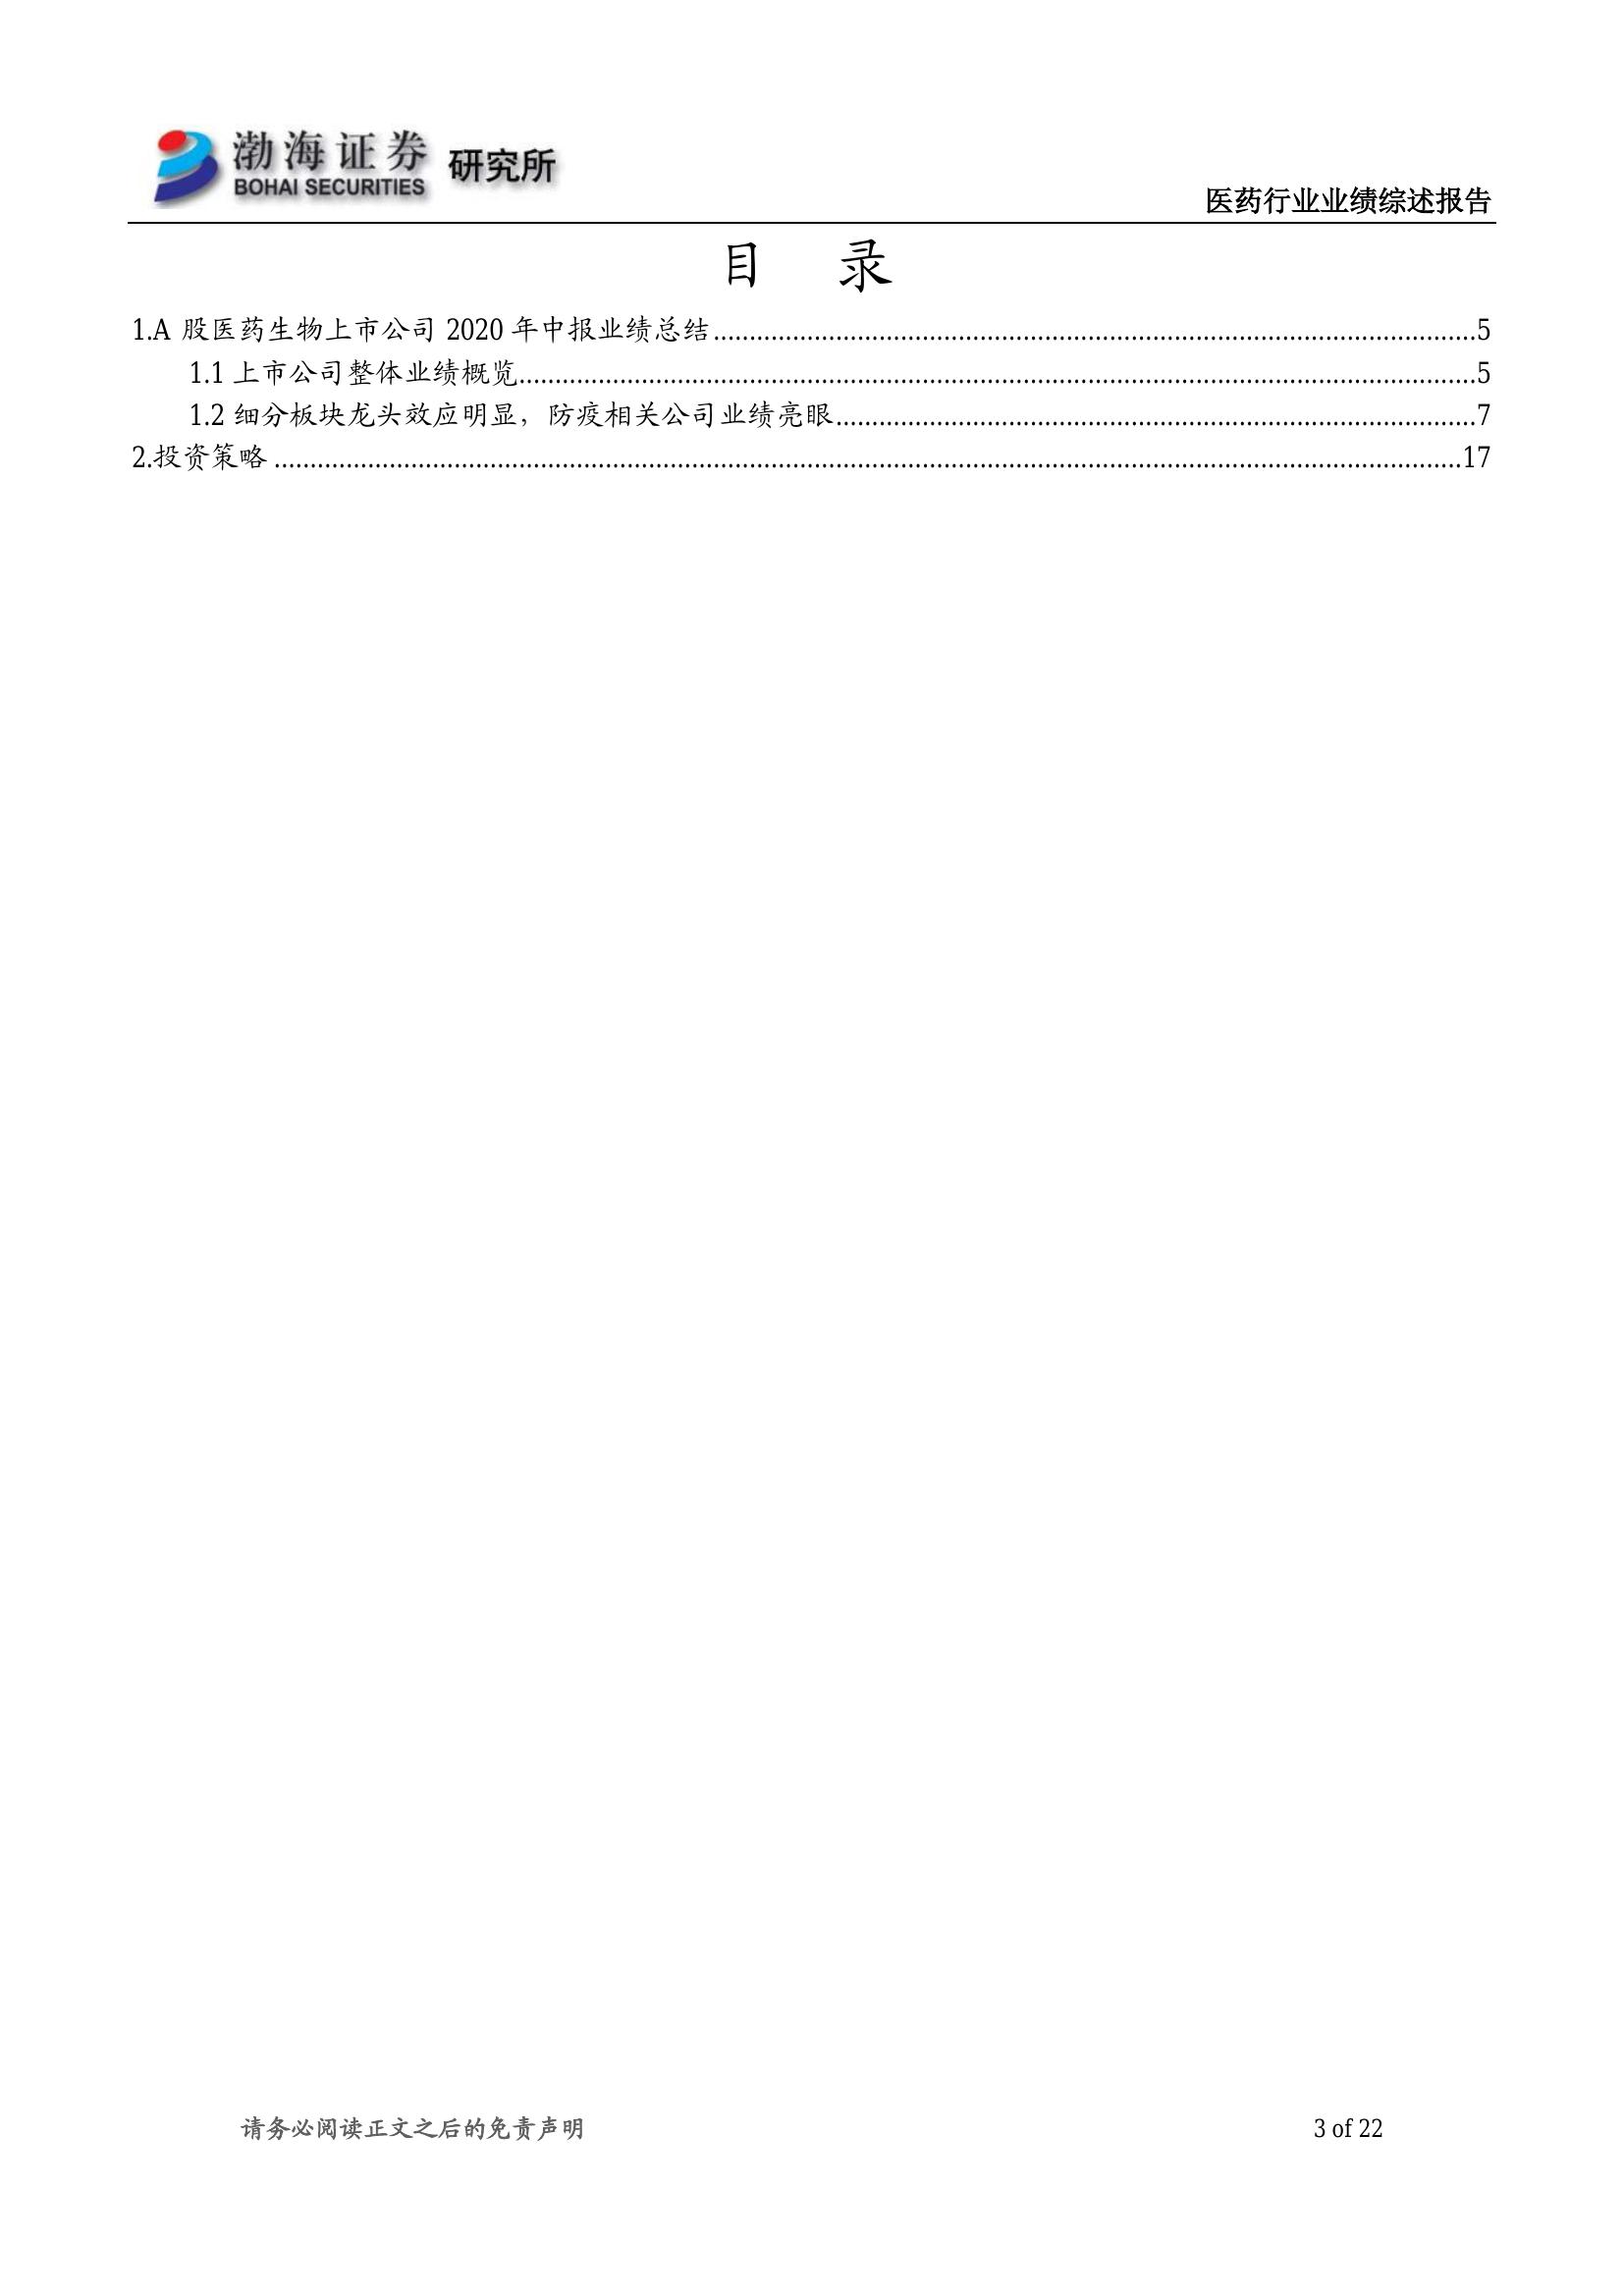 渤海证券 研究所
BOHAI SECURITIES
医药行业业绩综述报告
目 录
1.A 股医药生物上市公司 2020 年中报业绩总结..........................................................................................................5
1.1 上市公司整体业绩概览.....................................................................................................................................5
1.2 细分板块龙头效应明显，防疫相关公司业绩亮眼.........................................................................................7
2.投资策略.....................................................................................................................................................................17
请务必阅读正文之后的免责声明
3 of 22